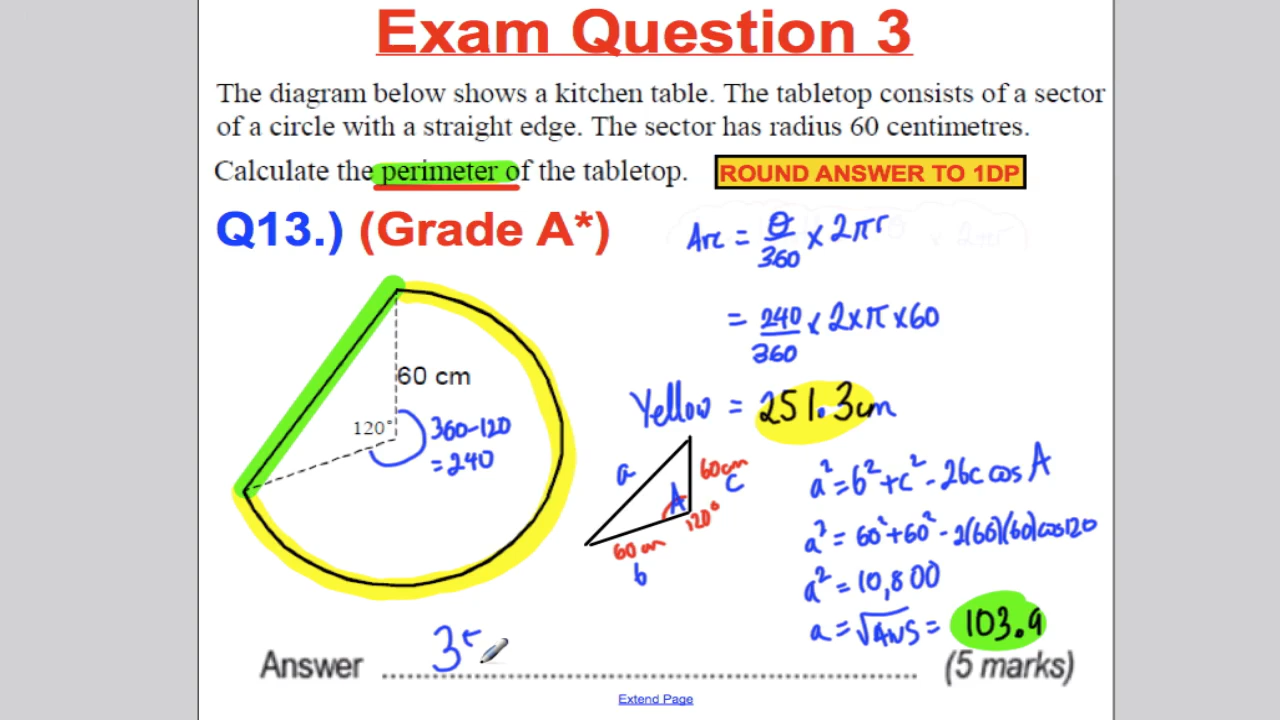 Exam Question 3
The diagram below shows a kitchen table. The tabletop consists of a sector
of a circle with a straight edge. The sector has radius 60 centimetres.
Calculate the perimeter of the tabletop.
ROUND ANSWER TO 1DP
Q13.) (Grade A*)
Arc = θ/360 × 2πr
= 240/360 × 2×π×60
60 cm
120°
360-120
= 240
Yellow = 251.3cm
a
60cm
c
A
120°
60 cm
b
a² = b² + c² - 2bc cos A
a² = 60² + 60² - 2(60)(60)cos120
a² = 10,800
a = √Ans = 103.9
Answer 35
(5 marks)
Extend Page